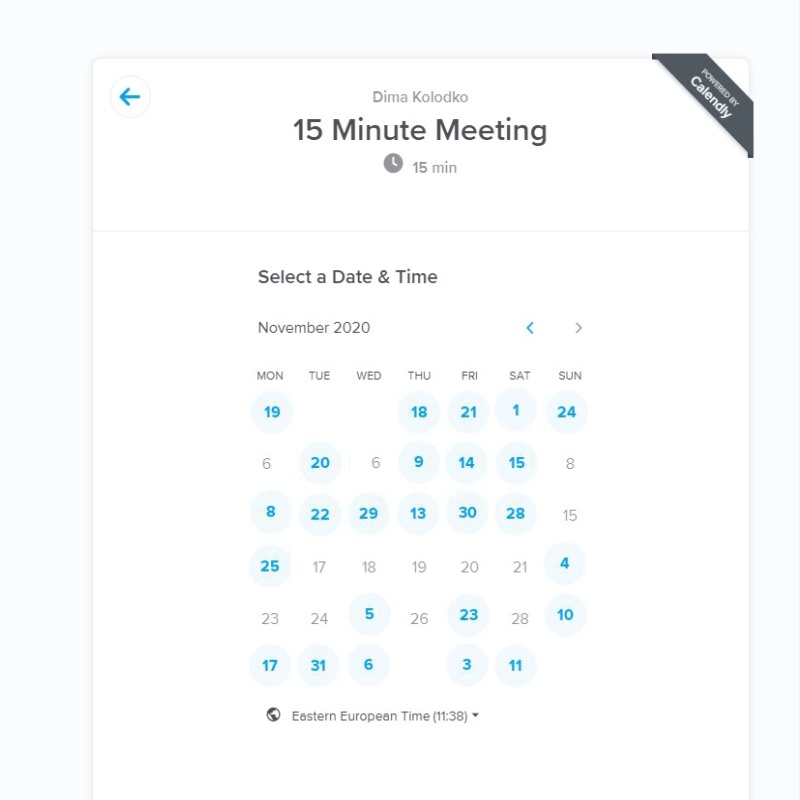 POWERED BY
Calendly
Dima Kolodko
15 Minute Meeting
15 min
Select a Date & Time
November 2020
MON TUE WED THU FRI SAT SUN
19 18 21 1 24
6 20 6 9 14 15 8
8 22 29 13 30 28 15
25 17 18 19 20 21 4
23 24 5 26 23 28 10
17 31 6 3 11
Eastern European Time (11:38)